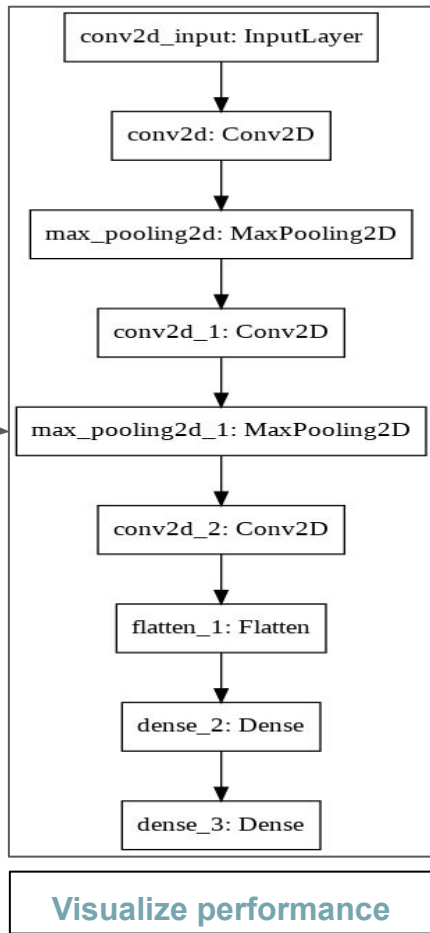 conv2d_input: InputLayer
conv2d: Conv2D
max_pooling2d: MaxPooling2D
conv2d_1: Conv2D
max_pooling2d_1: MaxPooling2D
conv2d_2: Conv2D
flatten_1: Flatten
dense_2: Dense
dense_3: Dense
Visualize performance